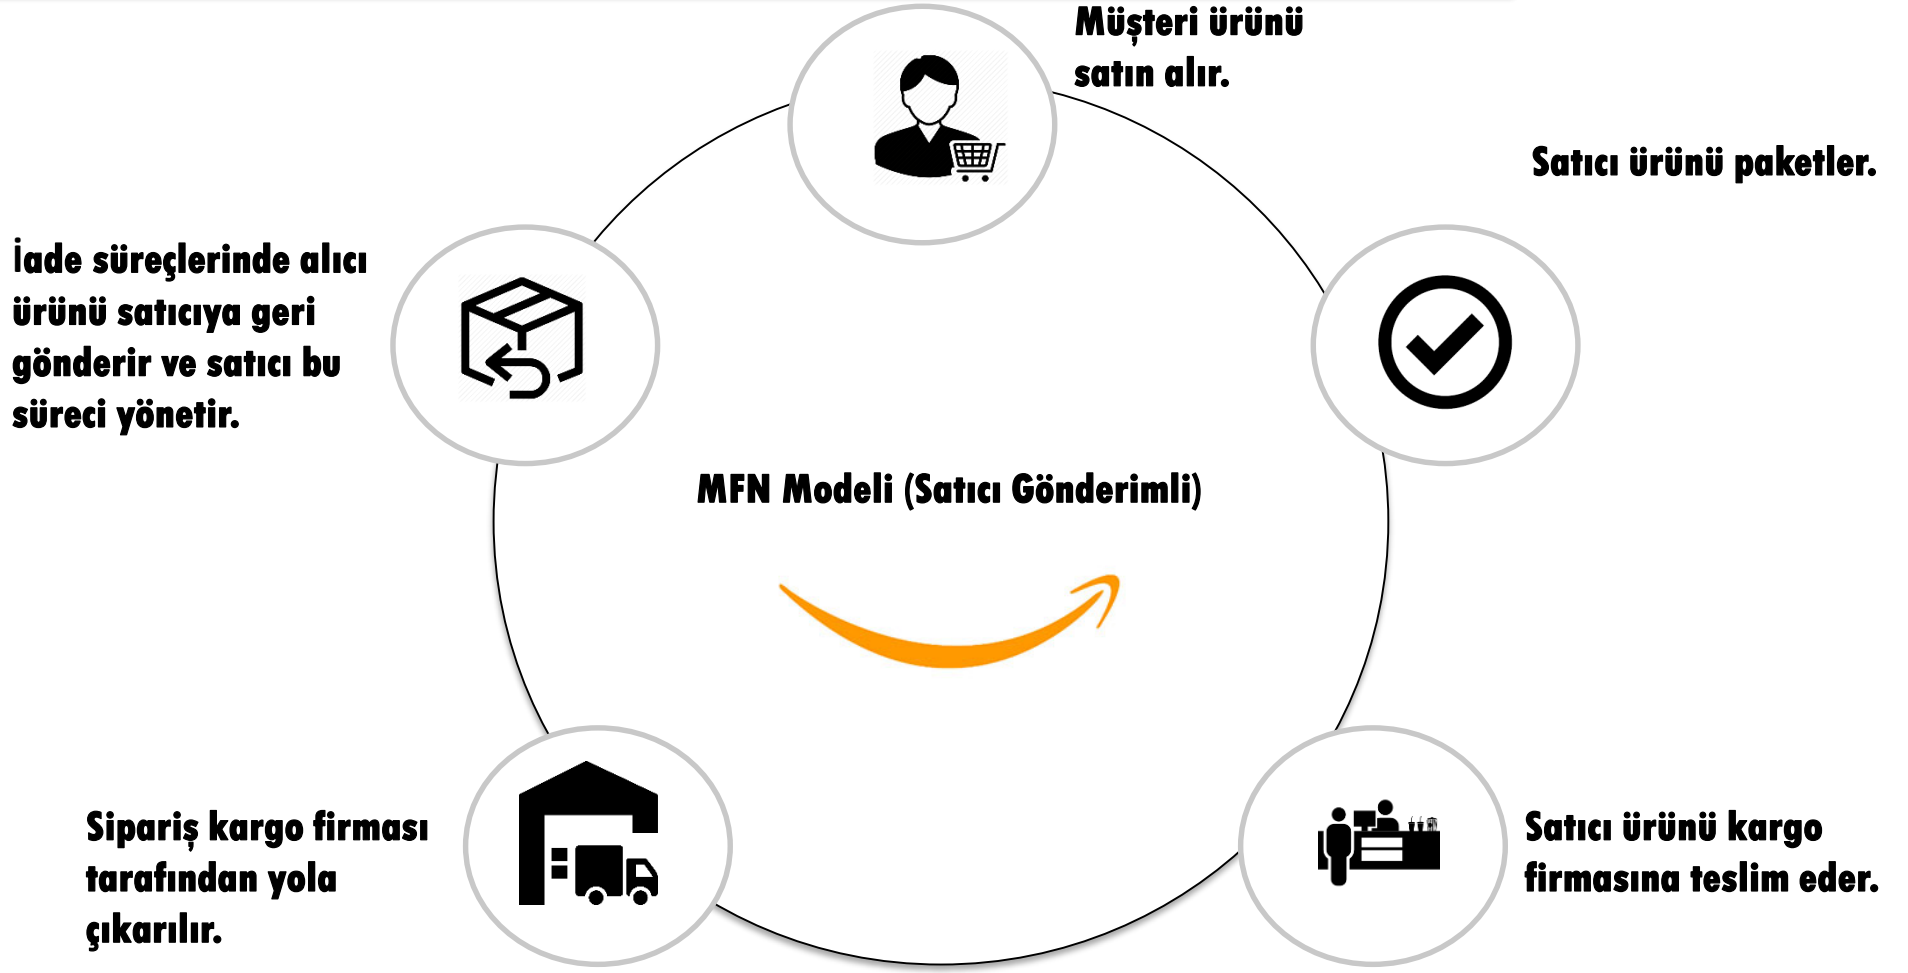 Müşteri ürünü
satın alır.
Satıcı ürünü paketler.
İade süreçlerinde alıcı
ürünü satıcıya geri
gönderir ve satıcı bu
süreci yönetir.
MFN Modeli (Satıcı Gönderimli)
Sipariş kargo firması
tarafından yola
çıkarılır.
Satıcı ürünü kargo
firmasına teslim eder.